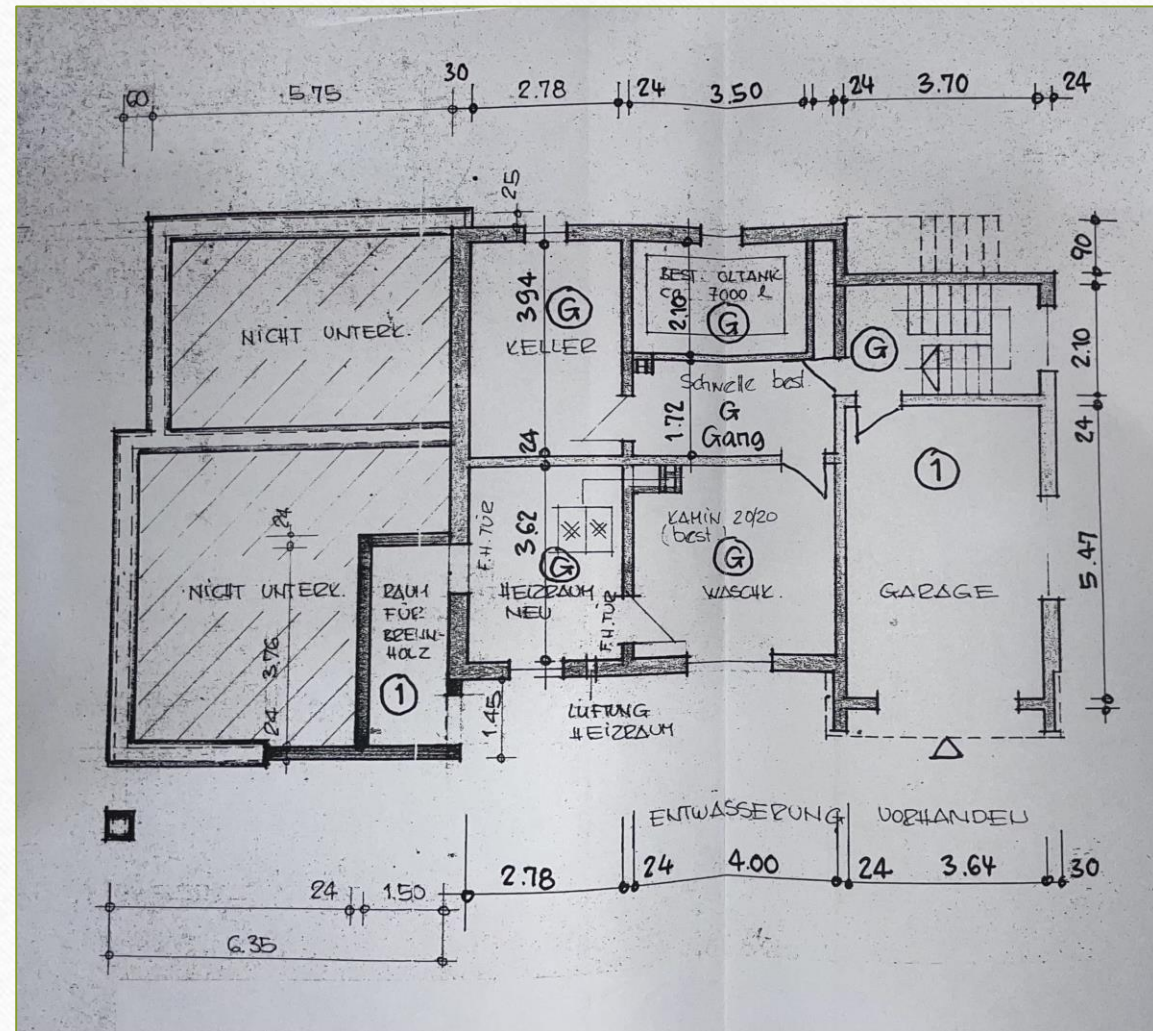 60 5.75 30 2.78 24 3.50 24 3.70 24
25
90
2.10
24
5.47
NICHT UNTERK.
3.94
G
KELLER
24
BEST. ÖLTANK
CA. 7000 l
2.10
G
Schnelle best.
G
Gang
1.72
G
1
GARAGE
NICHT UNTERK.
24
3.76
24
RAUM
FÜR
BRENN-
HOLZ
1
F.H. TÜR
3.62
G
HEIZRAUM
NEU
F.H. TÜR
KAMIN 20/20
(best.)
G
WASCHK.
1.45
LÜFTUNG
HEIZRAUM
ENTWÄSSERUNG VORHANDEN
2.78 24 4.00 24 3.64 30
24 1.50
6.35